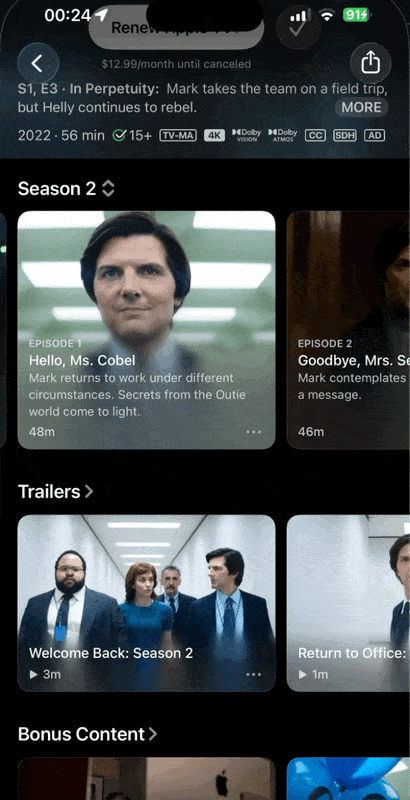 00:24
91
Renew Apple TV+
$12.99/month until canceled
S1, E3 · In Perpetuity: Mark takes the team on a field trip,
but Helly continues to rebel.
MORE
2022 · 56 min 15+ TV-MA 4K Dolby VISION Dolby ATMOS CC SDH AD
Season 2
EPISODE 1
Hello, Ms. Cobel
Mark returns to work under different
circumstances. Secrets from the Outie
world come to light.
48m
EPISODE 2
Goodbye, Mrs. Se
Mark contemplates
a message.
46m
Trailers
Welcome Back: Season 2
3m
Return to Office:
1m
Bonus Content